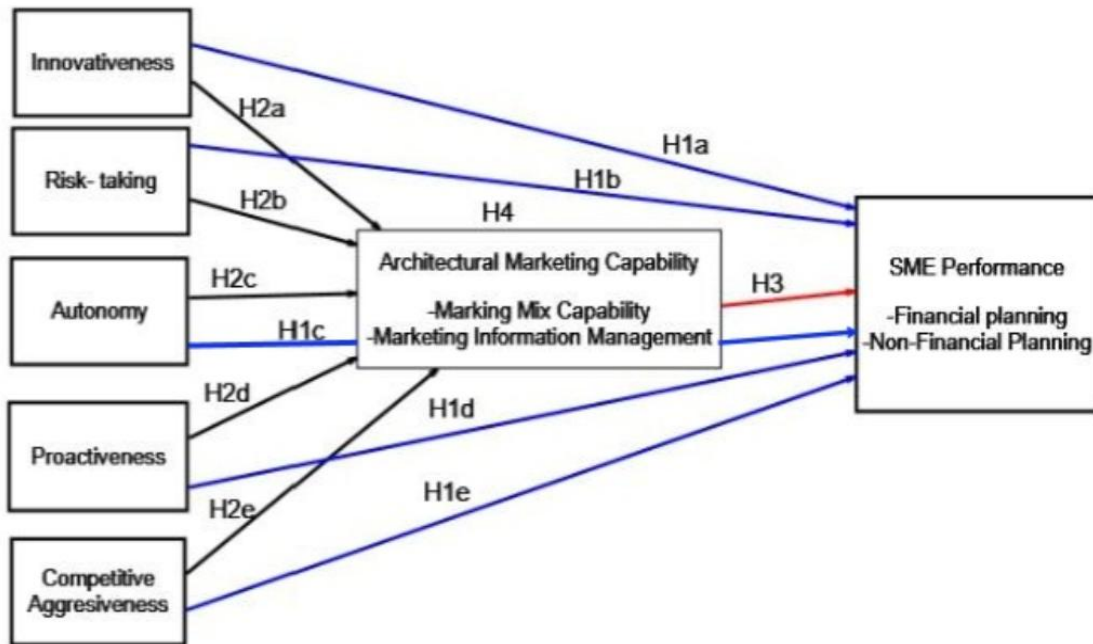 Innovativeness
H2a
H1a
Risk- taking
H1b
H2b
H4
Architectural Marketing Capability
-Marking Mix Capability
-Marketing Information Management
SME Performance
-Financial planning
-Non-Financial Planning
H3
Autonomy
H2c
H1c
H2d
H1d
Proactiveness
H2e
H1e
Competitive
Aggresiveness